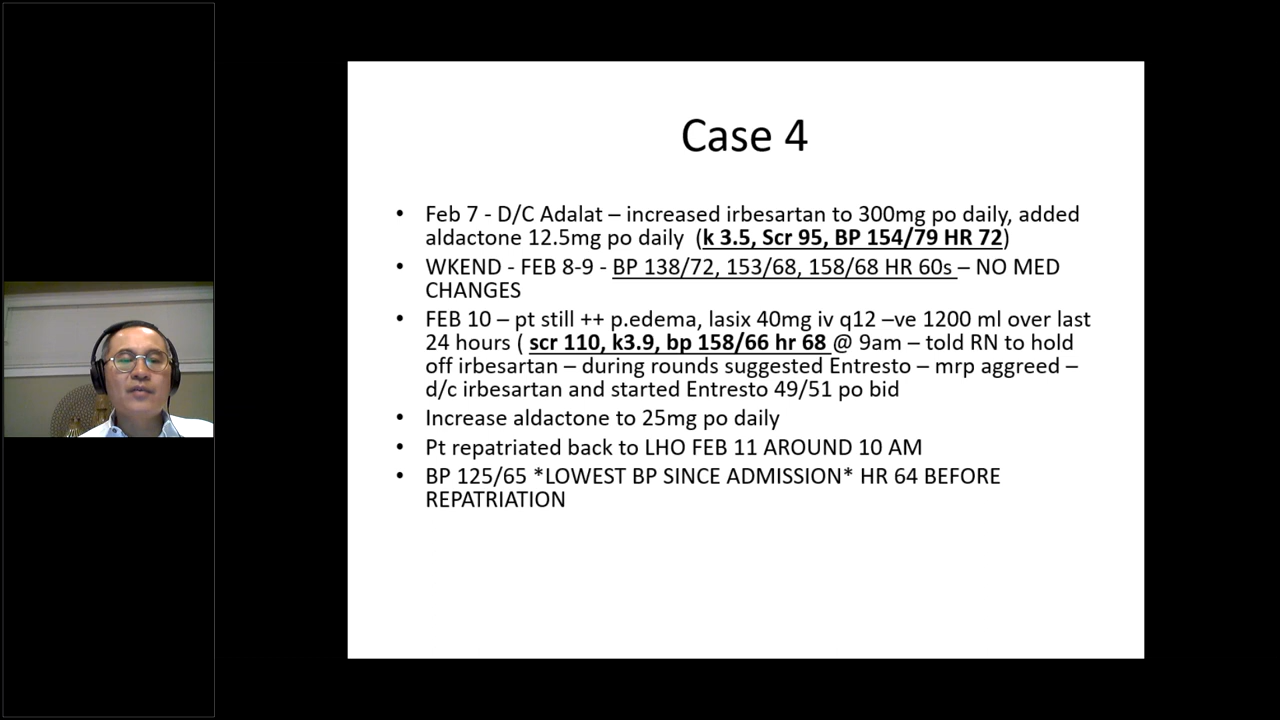 Case 4
• Feb 7 - D/C Adalat – increased irbesartan to 300mg po daily, added
aldactone 12.5mg po daily (k 3.5, Scr 95, BP 154/79 HR 72)
• WKEND - FEB 8-9 - BP 138/72, 153/68, 158/68 HR 60s – NO MED
CHANGES
• FEB 10 – pt still ++ p.edema, lasix 40mg iv q12 –ve 1200 ml over last
24 hours ( scr 110, k3.9, bp 158/66 hr 68 @ 9am – told RN to hold
off irbesartan – during rounds suggested Entresto – mrp aggreed –
d/c irbesartan and started Entresto 49/51 po bid
• Increase aldactone to 25mg po daily
• Pt repatriated back to LHO FEB 11 AROUND 10 AM
• BP 125/65 *LOWEST BP SINCE ADMISSION* HR 64 BEFORE
REPATRIATION